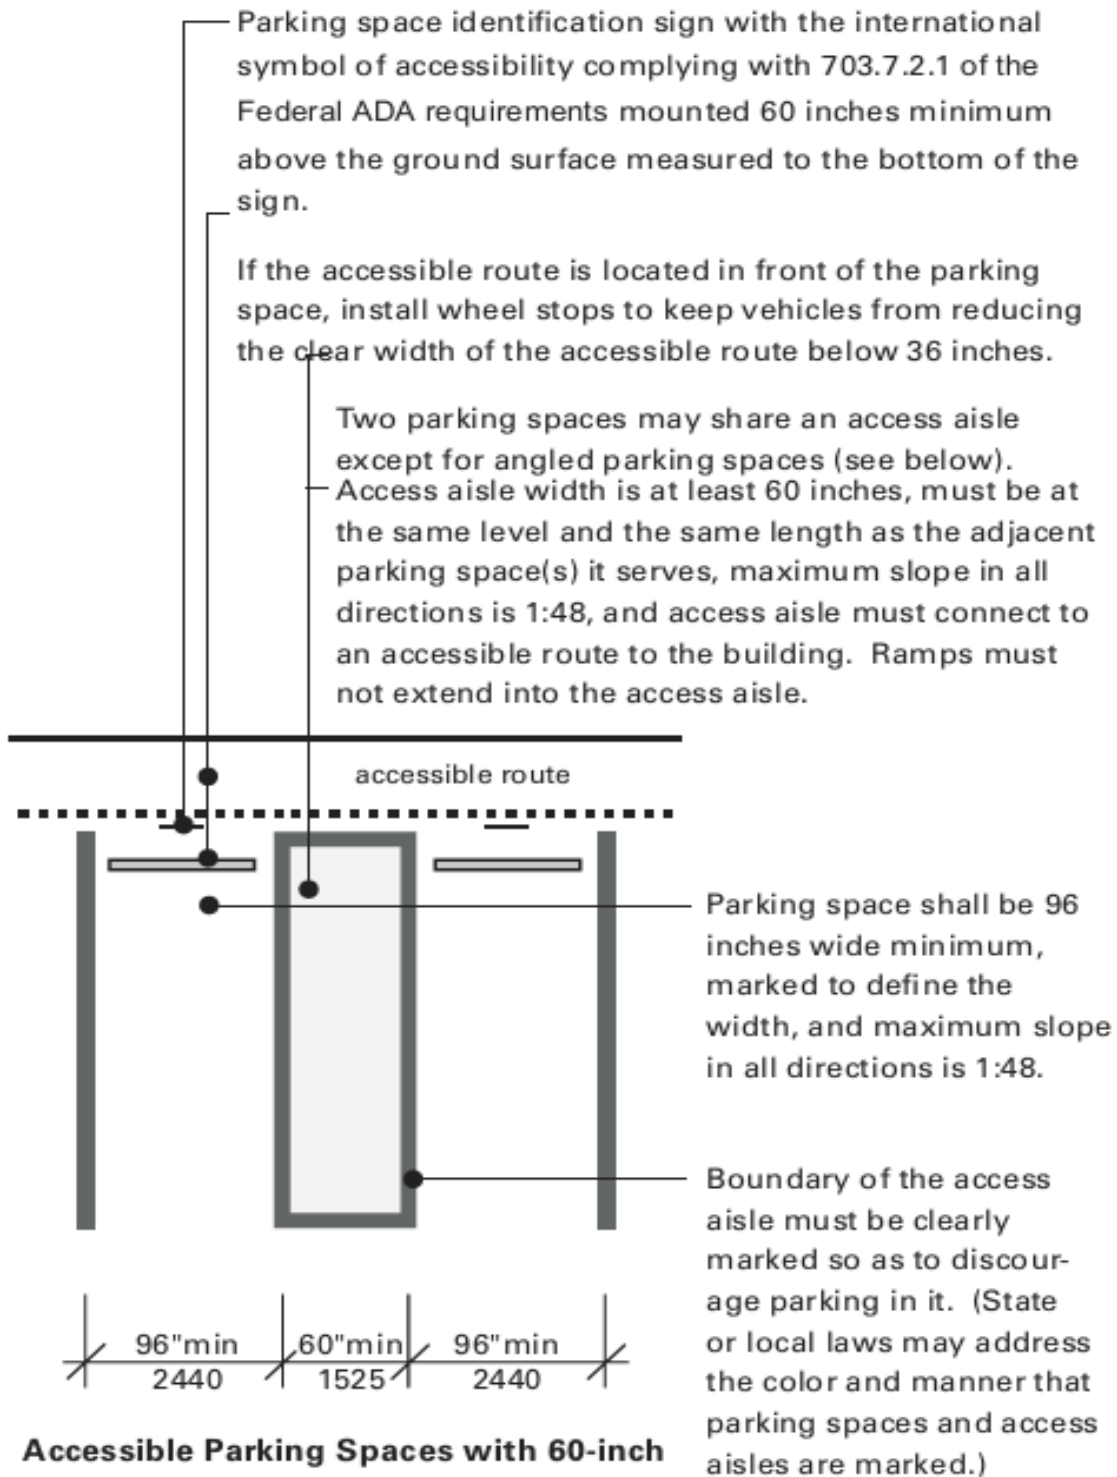 Parking space identification sign with the international
symbol of accessibility complying with 703.7.2.1 of the
Federal ADA requirements mounted 60 inches minimum
above the ground surface measured to the bottom of the
sign.
If the accessible route is located in front of the parking
space, install wheel stops to keep vehicles from reducing
the clear width of the accessible route below 36 inches.
Two parking spaces may share an access aisle
except for angled parking spaces (see below).
Access aisle width is at least 60 inches, must be at
the same level and the same length as the adjacent
parking space(s) it serves, maximum slope in all
directions is 1:48, and access aisle must connect to
an accessible route to the building. Ramps must
not extend into the access aisle.
accessible route
Parking space shall be 96
inches wide minimum,
marked to define the
width, and maximum slope
in all directions is 1:48.
Boundary of the access
aisle must be clearly
marked so as to discour-
age parking in it. (State
or local laws may address
the color and manner that
parking spaces and access
aisles are marked.)
96"min 60"min 96"min
2440 1525 2440
Accessible Parking Spaces with 60-inch